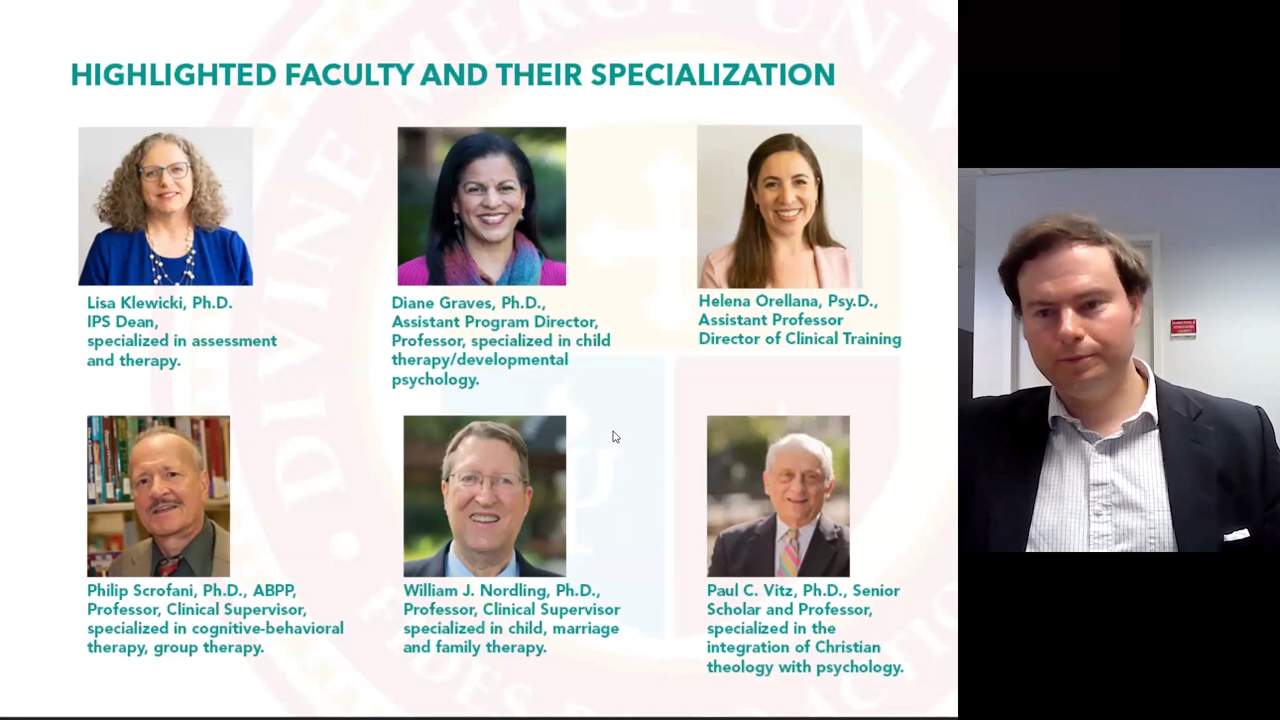 HIGHLIGHTED FACULTY AND THEIR SPECIALIZATION
Lisa Klewicki, Ph.D.
IPS Dean,
specialized in assessment
and therapy.
Diane Graves, Ph.D.,
Assistant Program Director,
Professor, specialized in child
therapy/developmental
psychology.
Helena Orellana, Psy.D.,
Assistant Professor
Director of Clinical Training
Philip Scrofani, Ph.D., ABPP,
Professor, Clinical Supervisor,
specialized in cognitive-behavioral
therapy, group therapy.
William J. Nordling, Ph.D.,
Professor, Clinical Supervisor
specialized in child, marriage
and family therapy.
Paul C. Vitz, Ph.D., Senior
Scholar and Professor,
specialized in the
integration of Christian
theology with psychology.
DIVINE MERCY UNIV